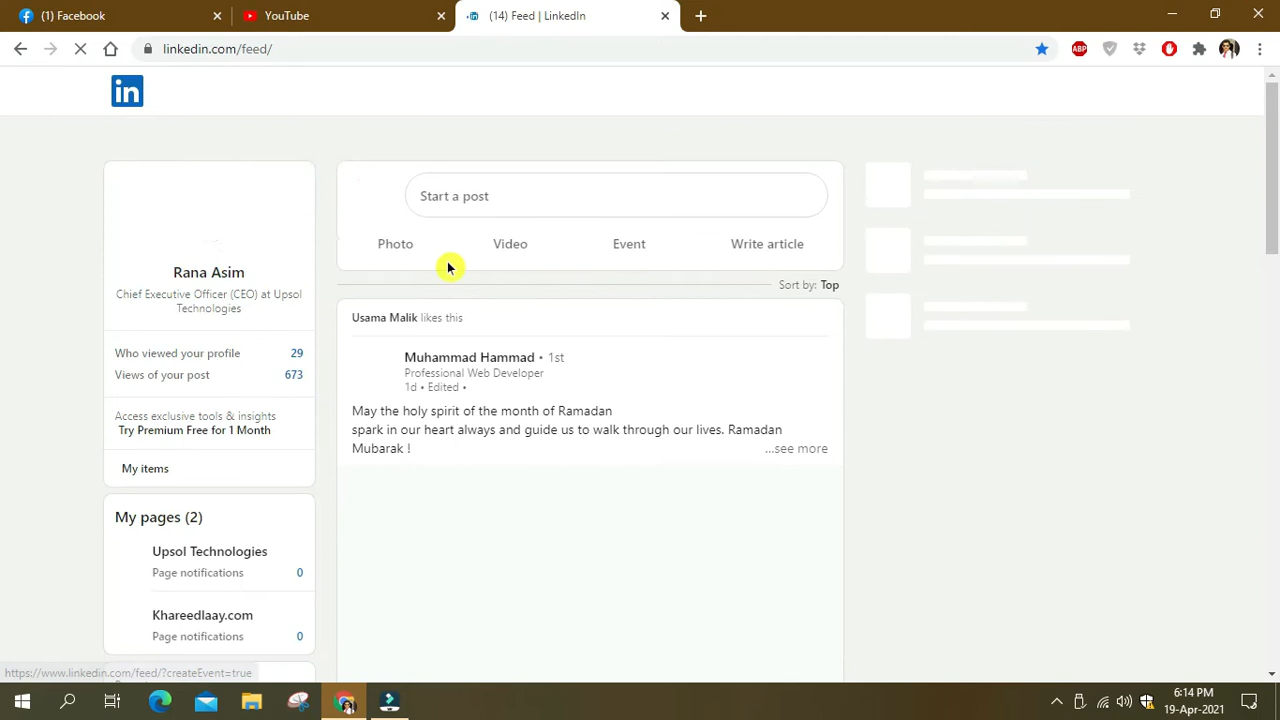 (1) Facebook
YouTube
(14) Feed | LinkedIn
linkedin.com/feed/
ABP
in
Start a post
Photo
Video
Event
Write article
Sort by: Top
Rana Asim
Chief Executive Officer (CEO) at Upsol
Technologies
Who viewed your profile 29
Views of your post 673
Access exclusive tools & insights
Try Premium Free for 1 Month
My items
My pages (2)
Upsol Technologies
Page notifications 0
Khareedlaay.com
Page notifications 0
Usama Malik likes this
Muhammad Hammad • 1st
Professional Web Developer
1d • Edited •
May the holy spirit of the month of Ramadan
spark in our heart always and guide us to walk through our lives. Ramadan
Mubarak !
...see more
https://www.linkedin.com/feed/?createEvent=true
6:14 PM
19-Apr-2021